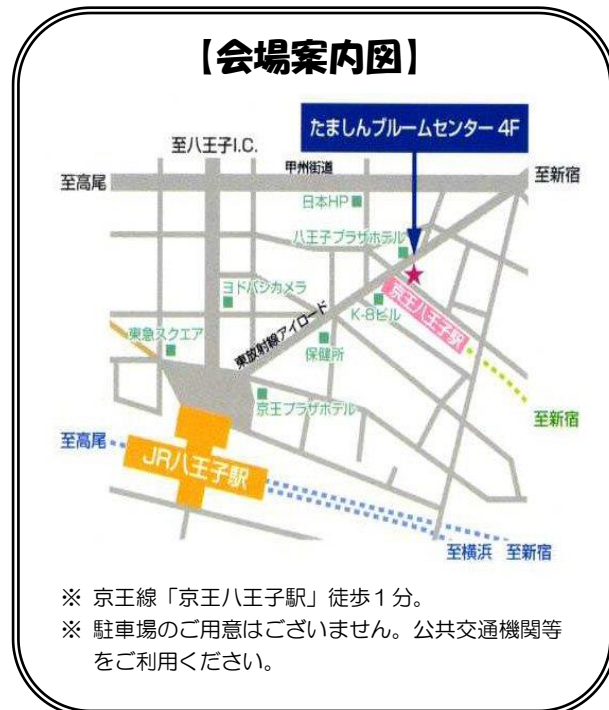 【会場案内図】
たましんブルームセンター 4F
至八王子I.C.
甲州街道
至高尾
至新宿
日本HP
八王子プラザホテル
ヨドバシカメラ
京王八王子駅
K-8ビル
東放射線アイロード
東急スクエア
保健所
京王プラザホテル
至新宿
至高尾
JR八王子駅
至横浜 至新宿
※ 京王線「京王八王子駅」徒歩1分。
※ 駐車場のご用意はございません。公共交通機関等
をご利用ください。